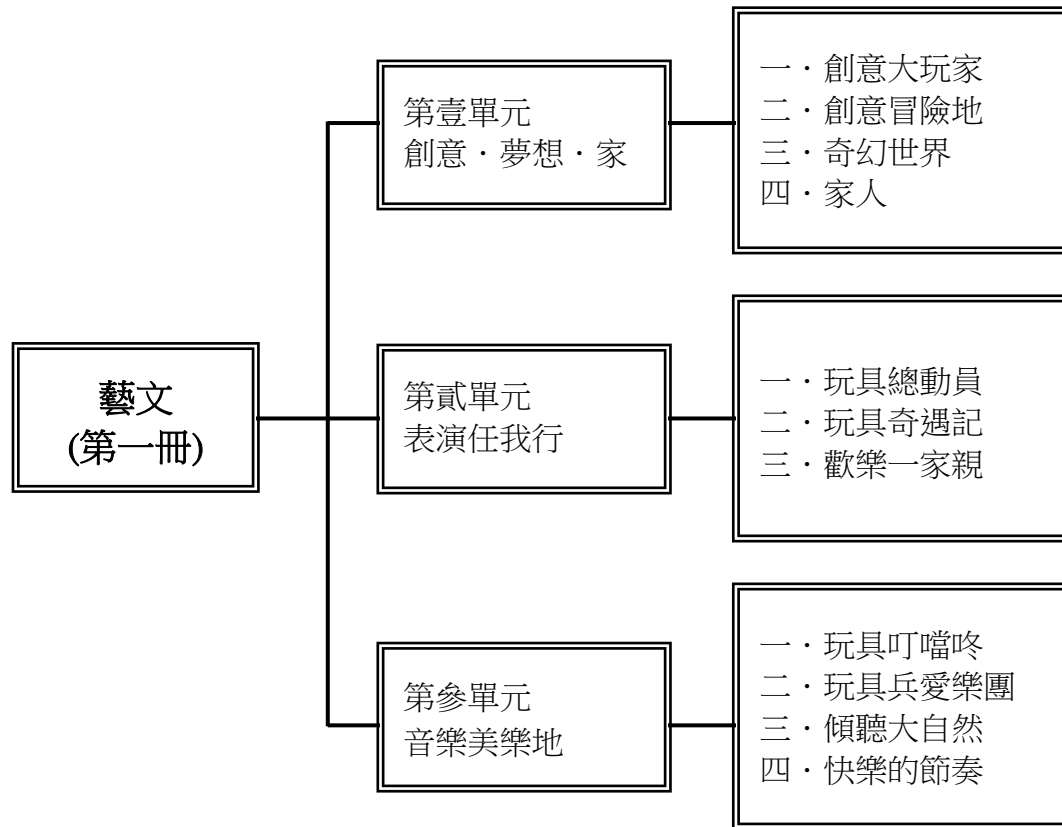 藝文
(第一冊)
第壹單元
創意．夢想．家
一．創意大玩家
二．創意冒險地
三．奇幻世界
四．家人
第貳單元
表演任我行
一．玩具總動員
二．玩具奇遇記
三．歡樂一家親
第參單元
音樂美樂地
一．玩具叮噹咚
二．玩具兵愛樂團
三．傾聽大自然
四．快樂的節奏